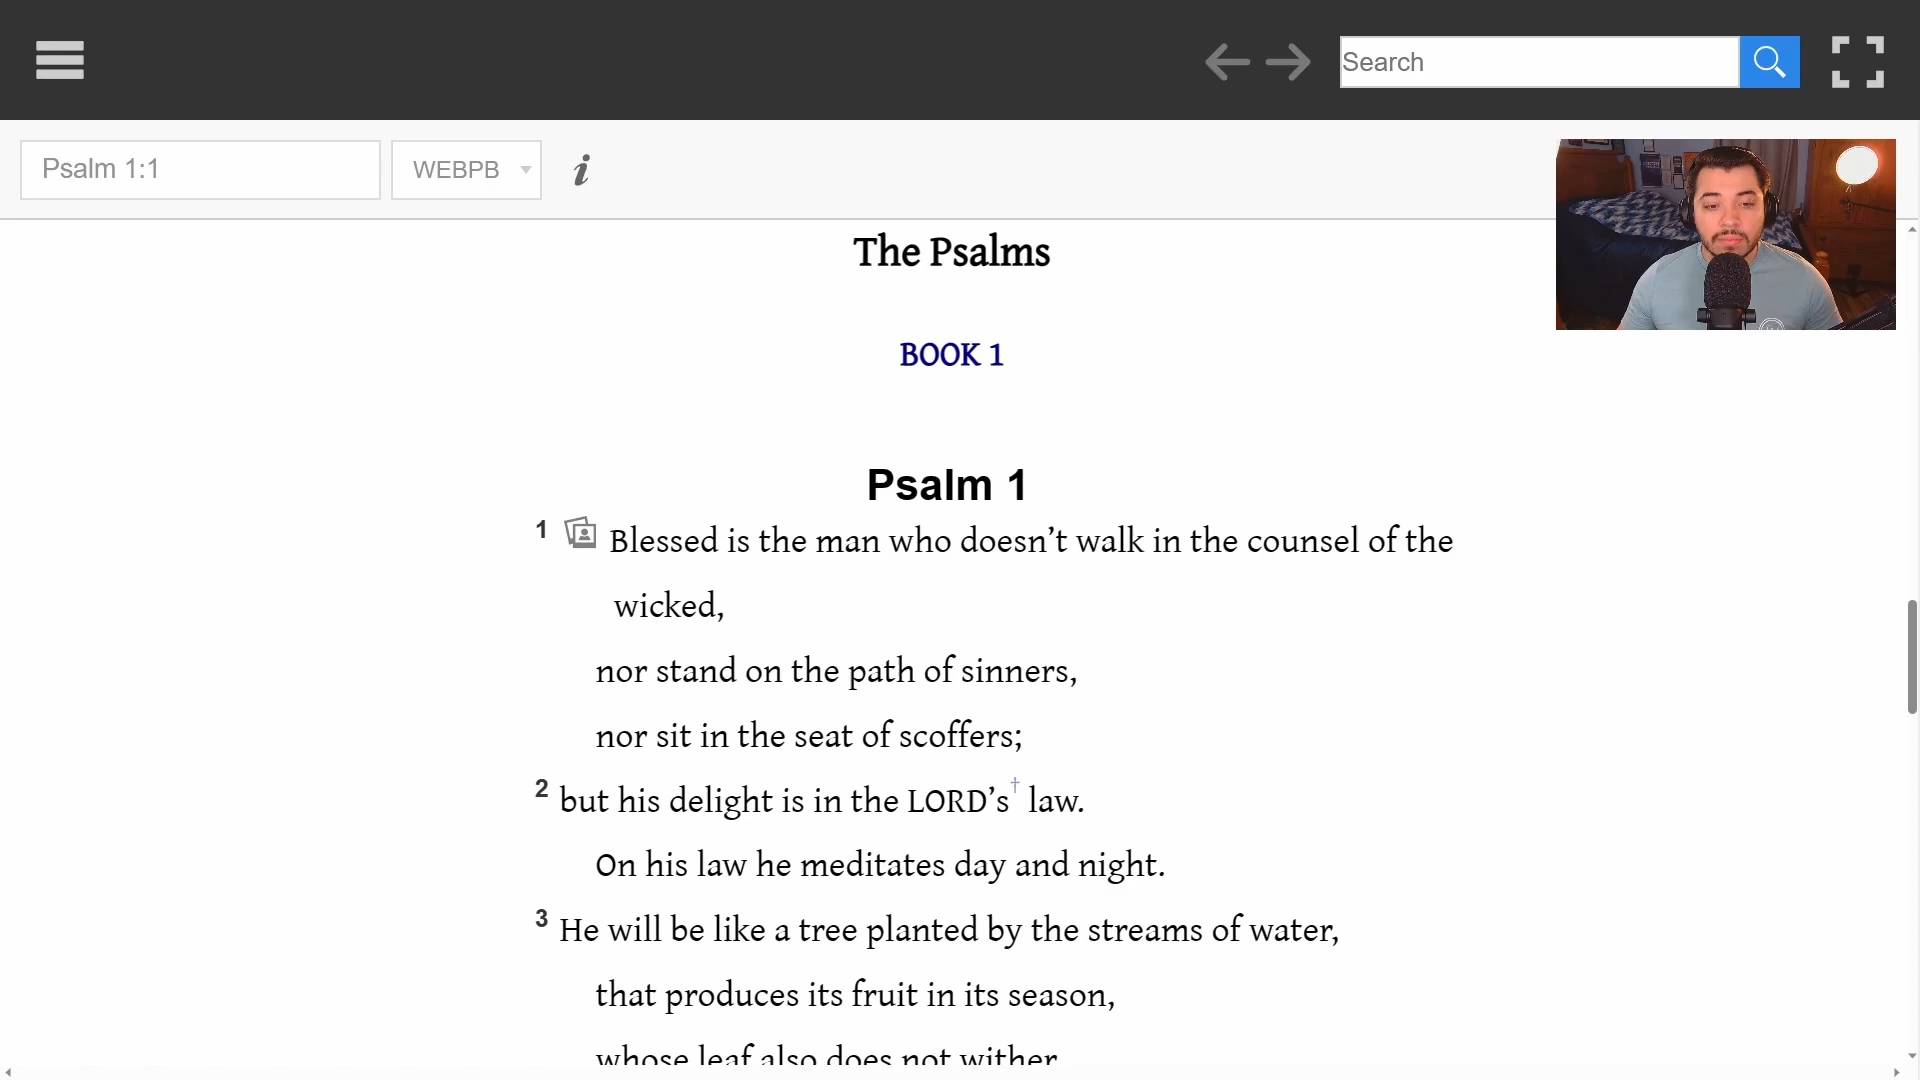 Search
Psalm 1:1
WEBPB
i
The Psalms
BOOK 1
Psalm 1
1 Blessed is the man who doesn’t walk in the counsel of the
wicked,
nor stand on the path of sinners,
nor sit in the seat of scoffers;
2 but his delight is in the LORD’s† law.
On his law he meditates day and night.
3 He will be like a tree planted by the streams of water,
that produces its fruit in its season,
whose leaf also does not wither